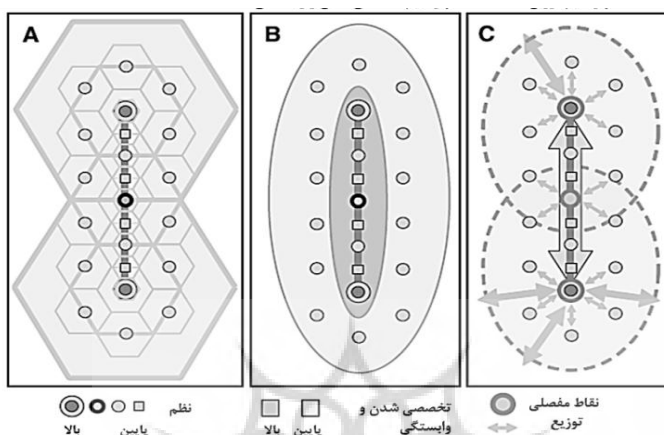 A B C
نظم
بالا پایین
تخصصی شدن و
وابستگی
بالا پایین
نقاط مفصلی
توزیع